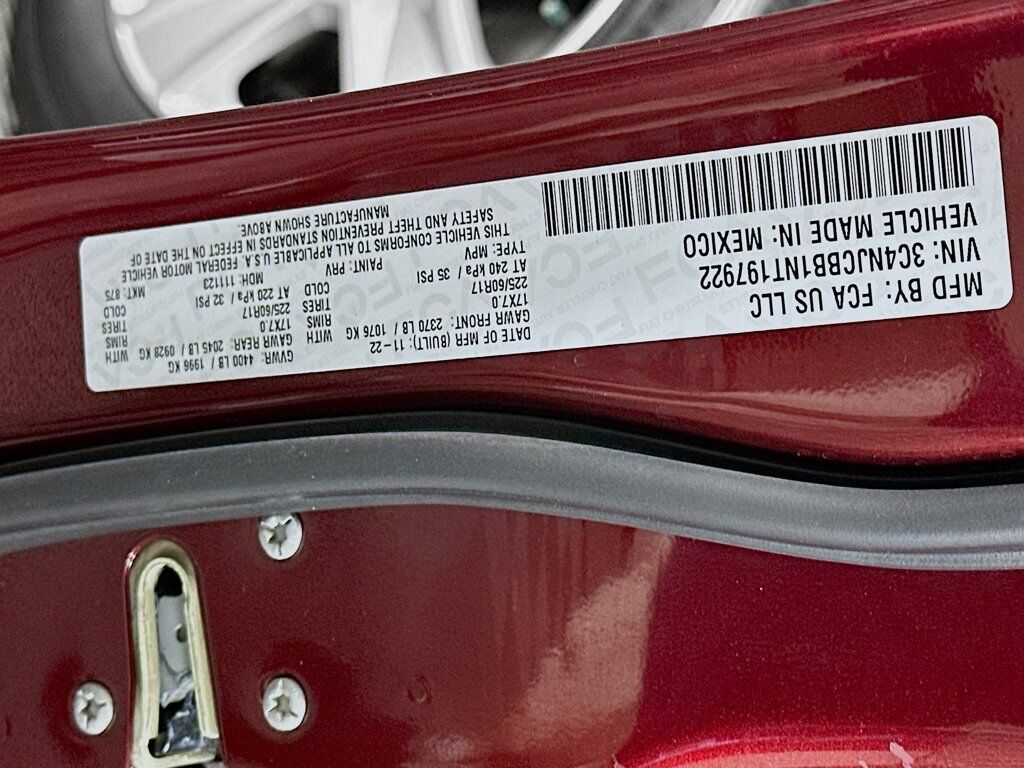 MFD BY: FCA US LLC
VIN: 3C4NJCBB1NT197922
VEHICLE MADE IN: MEXICO
DATE OF MFR (BUILT): 11-22
GVWR: 4400 LB / 1996 KG
GAWR FRONT: 2370 LB / 1076 KG WITH
GAWR REAR: 2045 LB 0928 KG WITH
17X7.0 RIMS
17X7.0 RIMS
225/60R17 TIRES
225/60R17 TIRES
AT 240 kPa / 35 PSI COLD
AT 220 kPa / 32 PSI COLD
TYPE: MPV
PAINT: PRV
MDH: 111123
MKT: 875
THIS VEHICLE CONFORMS TO ALL APPLICABLE U.S.A. FEDERAL MOTOR VEHICLE
SAFETY AND THEFT PREVENTION STANDARDS IN EFFECT ON THE DATE OF
MANUFACTURE SHOWN ABOVE.